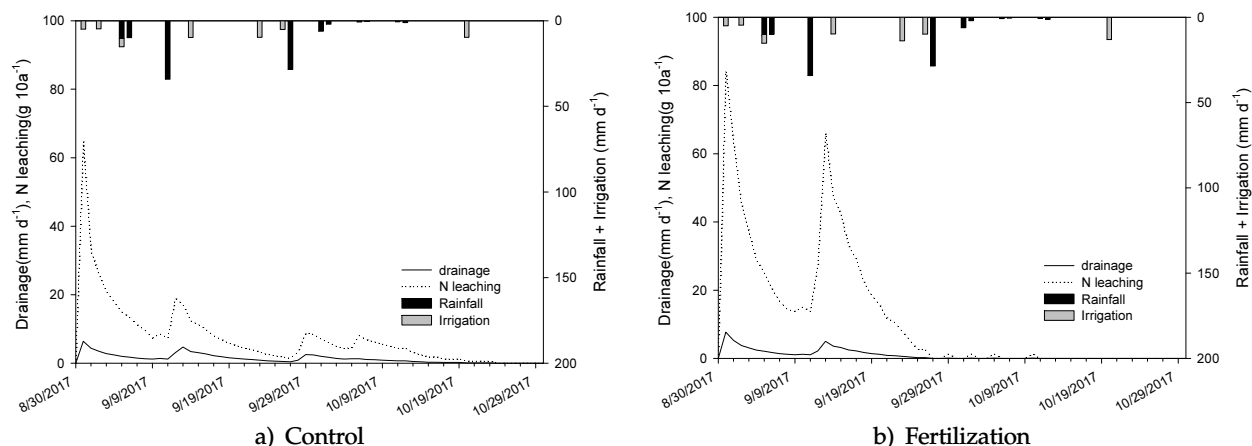 Drainage(mm d⁻¹), N leaching(g 10a⁻¹)
100
80
60
40
20
0
0
50
100
150
200
Rainfall + Irrigation (mm d⁻¹)
drainage
N leaching
Rainfall
Irrigation
8/30/2017
9/9/2017
9/19/2017
9/29/2017
10/9/2017
10/19/2017
10/29/2017
a) Control
Drainage(mm d⁻¹), N leaching(g 10a⁻¹)
100
80
60
40
20
0
0
50
100
150
200
Rainfall + Irrigation (mm d⁻¹)
drainage
N leaching
Rainfall
Irrigation
8/30/2017
9/9/2017
9/19/2017
9/29/2017
10/9/2017
10/19/2017
10/29/2017
b) Fertilization